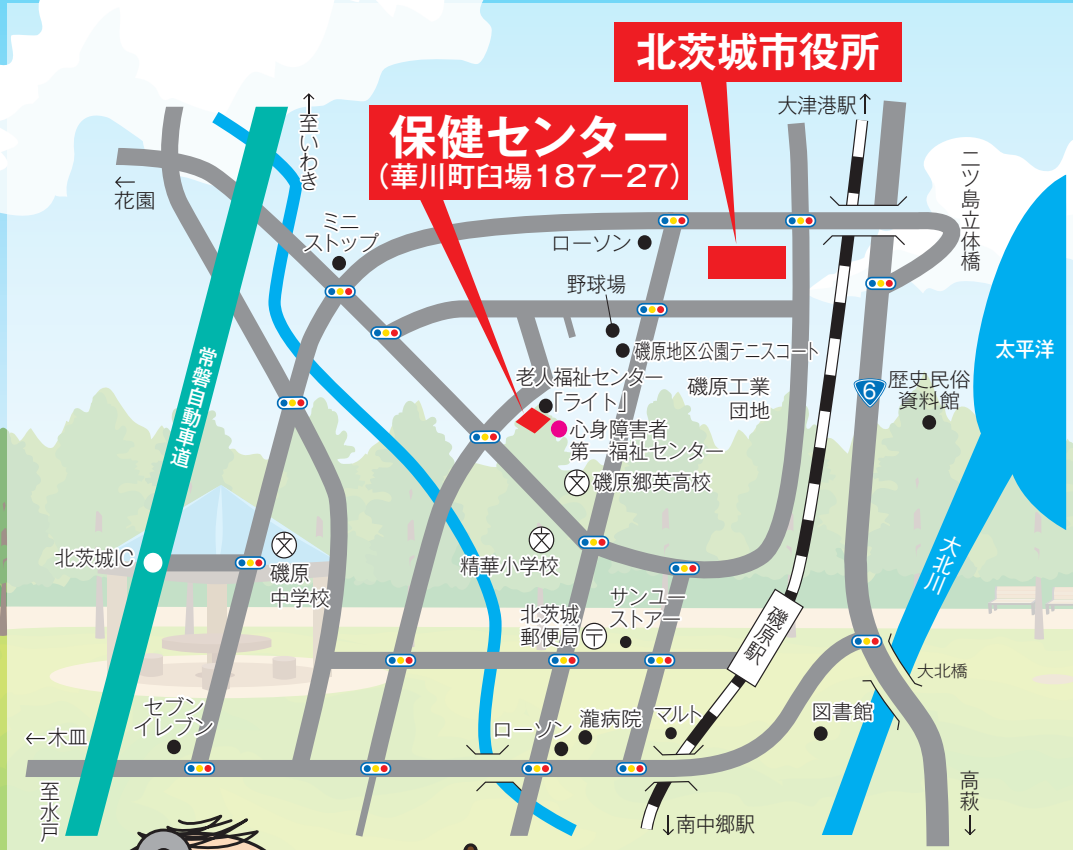 北茨城市役所
大津港駅↑
↑至いわき
保健センター
(華川町臼場187−27)
←
花園
二ツ島立体橋
ミニ
ストップ
ローソン
野球場
磯原地区公園テニスコート
太平洋
常磐自動車道
老人福祉センター
「ライト」
磯原工業
団地
6
歴史民俗
資料館
心身障害者
第一福祉センター
文
磯原郷英高校
北茨城IC
文
磯原
中学校
文
精華小学校
大北川
サンユー
ストアー
北茨城
郵便局
〒
磯原駅
大北橋
セブン
イレブン
←木皿
ローソン
瀧病院
マルト
図書館
至水戸
↓南中郷駅
高萩↓